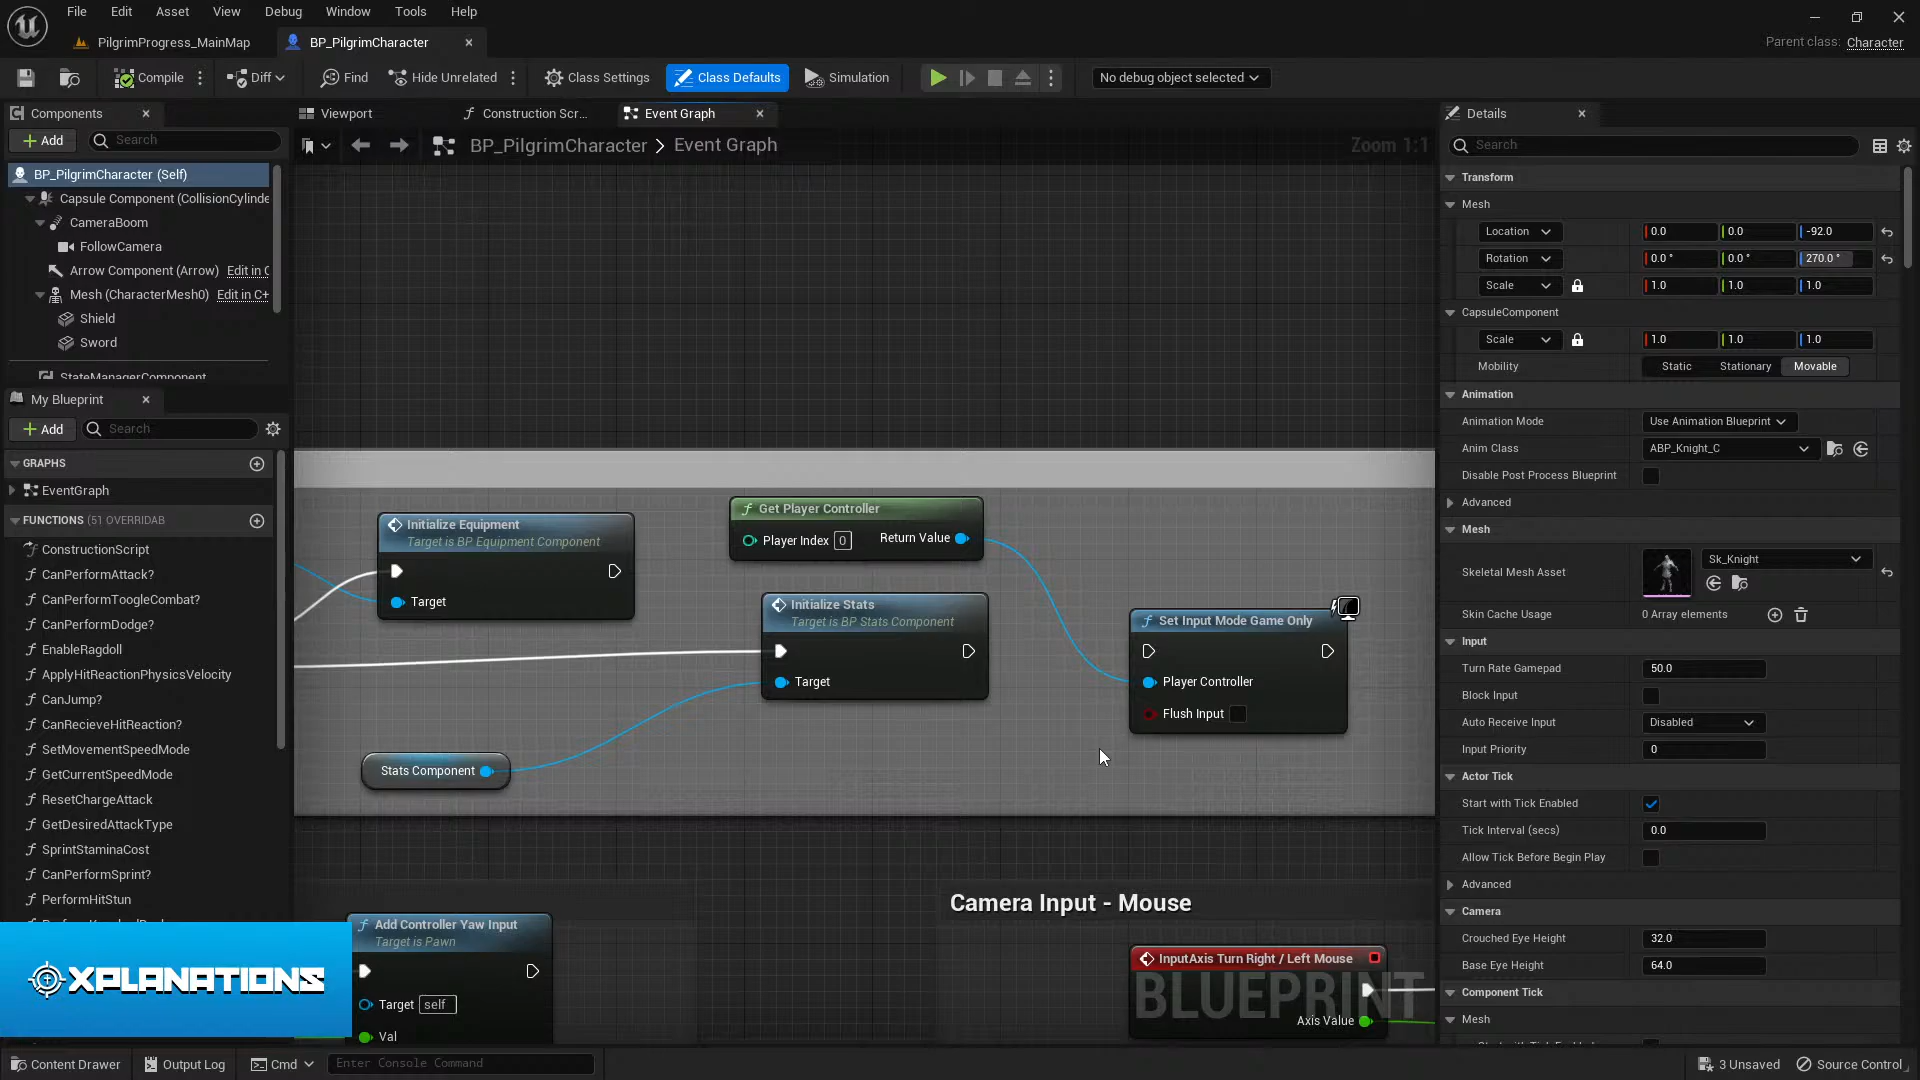 File Edit Asset View Debug Window Tools Help
PilgrimProgress_MainMap
BP_PilgrimCharacter
Parent class: Character
Compile
Diff
Find
Hide Unrelated
Class Settings
Class Defaults
Simulation
No debug object selected
Components
Add
Search
BP_PilgrimCharacter (Self)
Capsule Component (CollisionCylinde
CameraBoom
FollowCamera
Arrow Component (Arrow) Edit in C
Mesh (CharacterMesh0) Edit in C+
Shield
Sword
StateManagerComponent
My Blueprint
Add
Search
GRAPHS
EventGraph
FUNCTIONS (51 OVERRIDAB
ConstructionScript
CanPerformAttack?
CanPerformToogleCombat?
CanPerformDodge?
EnableRagdoll
ApplyHitReactionPhysicsVelocity
CanJump?
CanRecieveHitReaction?
SetMovementSpeedMode
GetCurrentSpeedMode
ResetChargeAttack
GetDesiredAttackType
SprintStaminaCost
CanPerformSprint?
PerformHitStun
XPLANATIONS
Viewport
Construction Scr...
Event Graph
BP_PilgrimCharacter > Event Graph
Zoom 1:1
Initialize Equipment
Target is BP Equipment Component
Target
Get Player Controller
Player Index 0
Return Value
Initialize Stats
Target is BP Stats Component
Target
Stats Component
Set Input Mode Game Only
Player Controller
Flush Input
Camera Input - Mouse
Add Controller Yaw Input
Target is Pawn
Target self
Val
InputAxis Turn Right / Left Mouse
Axis Value
BLUEPRINT
Details
Search
Transform
Mesh
Location 0.0 0.0 -92.0
Rotation 0.0 ° 0.0 ° 270.0 °
Scale 1.0 1.0 1.0
CapsuleComponent
Scale 1.0 1.0 1.0
Mobility Static Stationary Movable
Animation
Animation Mode Use Animation Blueprint
Anim Class ABP_Knight_C
Disable Post Process Blueprint
Advanced
Mesh
Skeletal Mesh Asset Sk_Knight
Skin Cache Usage 0 Array elements
Input
Turn Rate Gamepad 50.0
Block Input
Auto Receive Input Disabled
Input Priority 0
Actor Tick
Start with Tick Enabled
Tick Interval (secs) 0.0
Allow Tick Before Begin Play
Advanced
Camera
Crouched Eye Height 32.0
Base Eye Height 64.0
Component Tick
Mesh
Content Drawer
Output Log
Cmd
Enter Console Command
3 Unsaved
Source Control